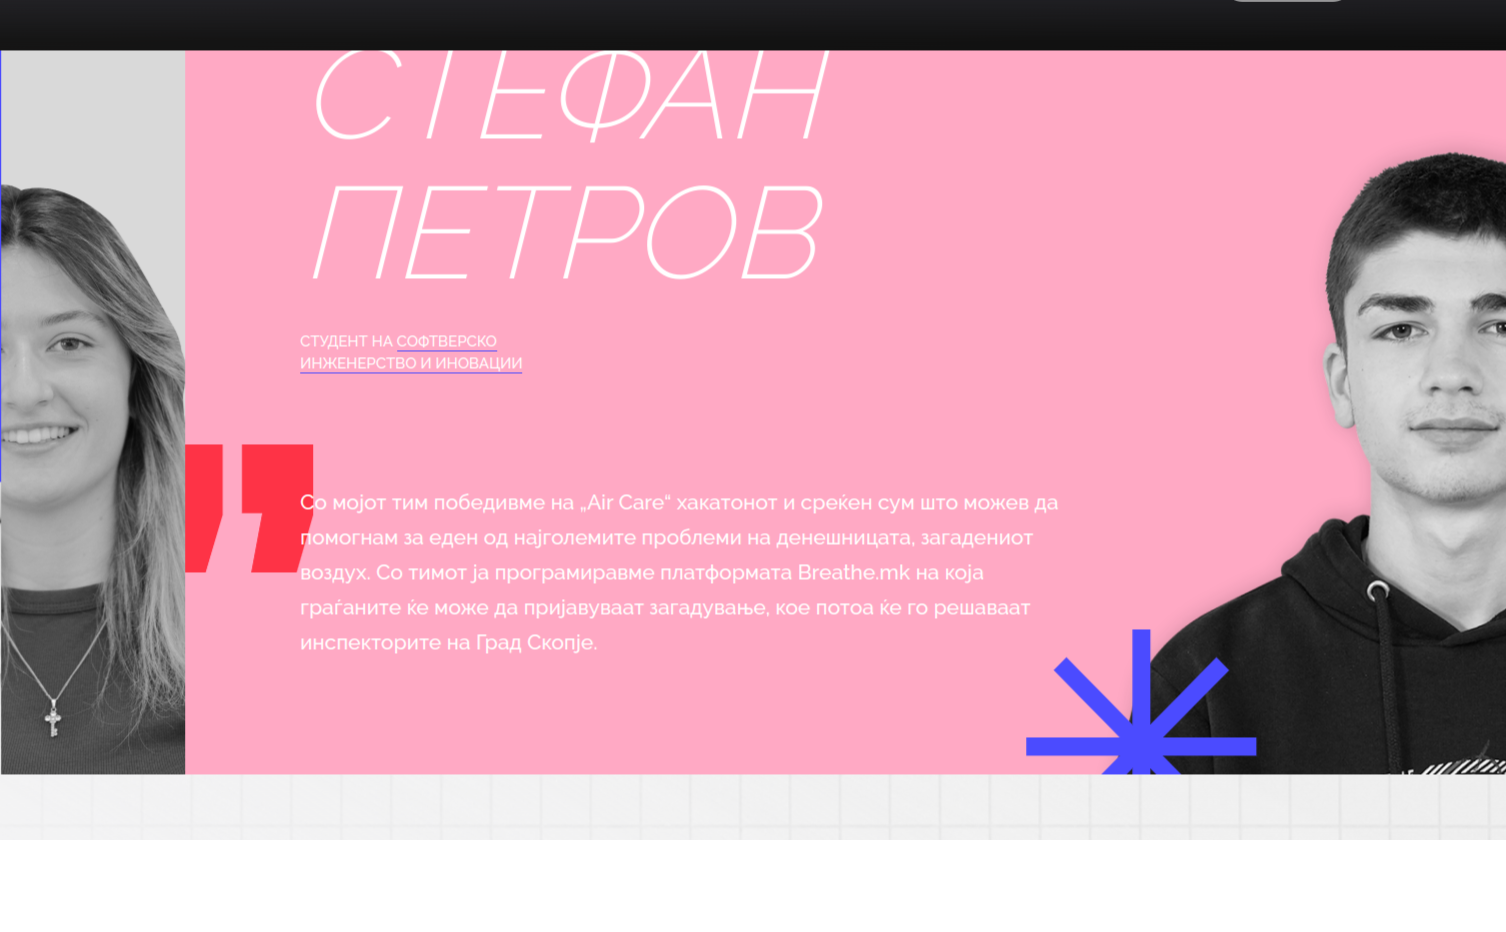 СТЕФАН
ПЕТРОВ
СТУДЕНТ НА СОФТВЕРСКО
ИНЖЕНЕРСТВО И ИНОВАЦИИ
Со мојот тим победивме на „Air Care“ хакатонот и среќен сум што можев да
помогнам за еден од најголемите проблеми на денешницата, загадениот
воздух. Со тимот ја програмиравме платформата Breathe.mk на која
граѓаните ќе може да пријавуваат загадување, кое потоа ќе го решаваат
инспекторите на Град Скопје.